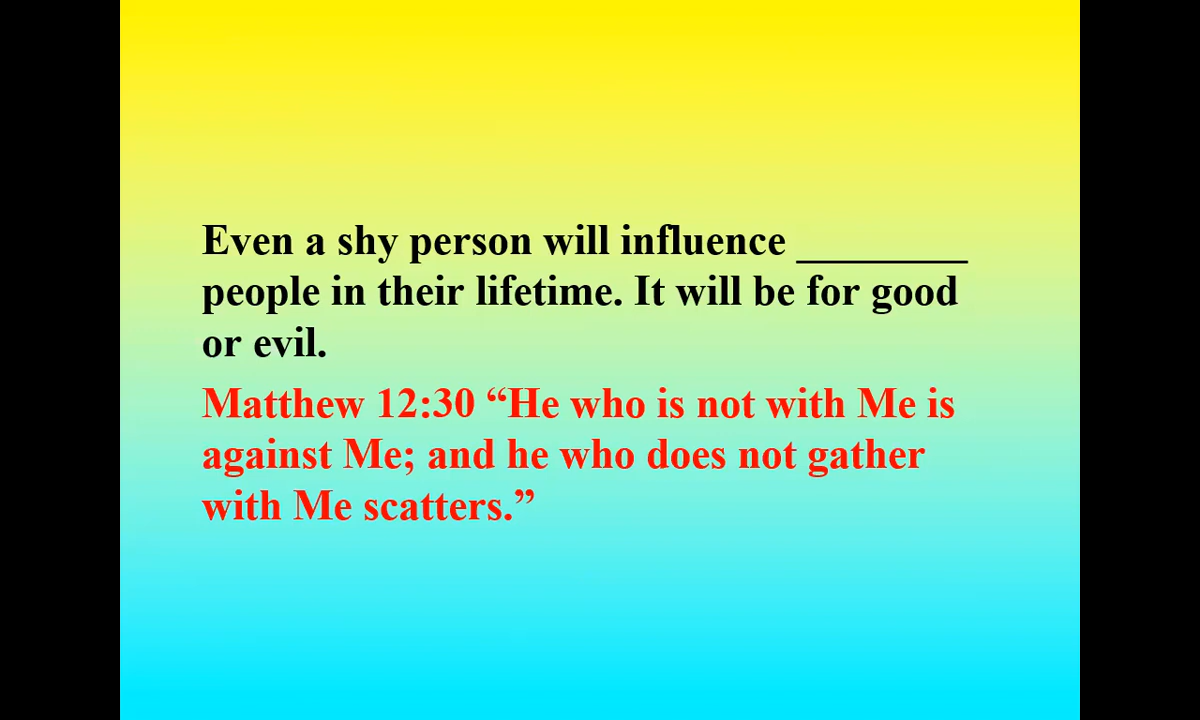 Even a shy person will influence ________
people in their lifetime. It will be for good
or evil.
Matthew 12:30 “He who is not with Me is
against Me; and he who does not gather
with Me scatters.”